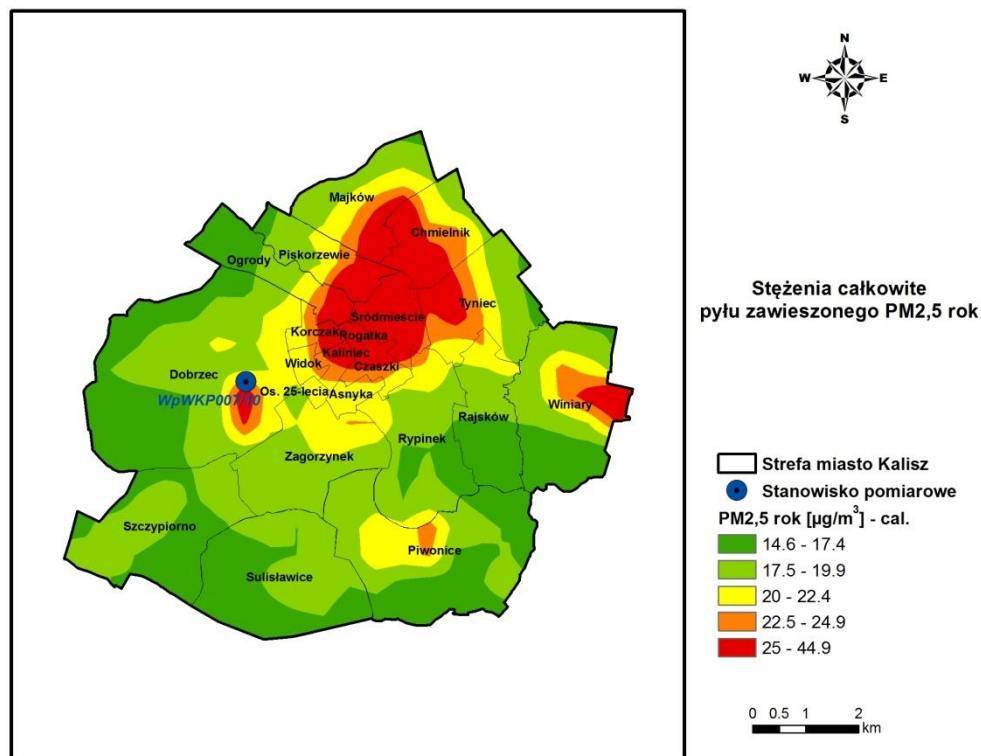 N
W E
S
Majków
Chmielnik
Piskorzewie
Ogrody
Tyniec
Śródmieście
Korczak
Rogatka
Kaliniec
Widok
Czaszki
Dobrzec
Os. 25-lecia
Asnyka
WpWKP007/10
Winiary
Rajsków
Rypinek
Zagorzynek
Szczypiorno
Piwonice
Sulisławice
Stężenia całkowite
pyłu zawieszonego PM2,5 rok
Strefa miasto Kalisz
Stanowisko pomiarowe
PM2,5 rok [µg/m³] - cal.
14.6 - 17.4
17.5 - 19.9
20 - 22.4
22.5 - 24.9
25 - 44.9
0 0.5 1 2
km